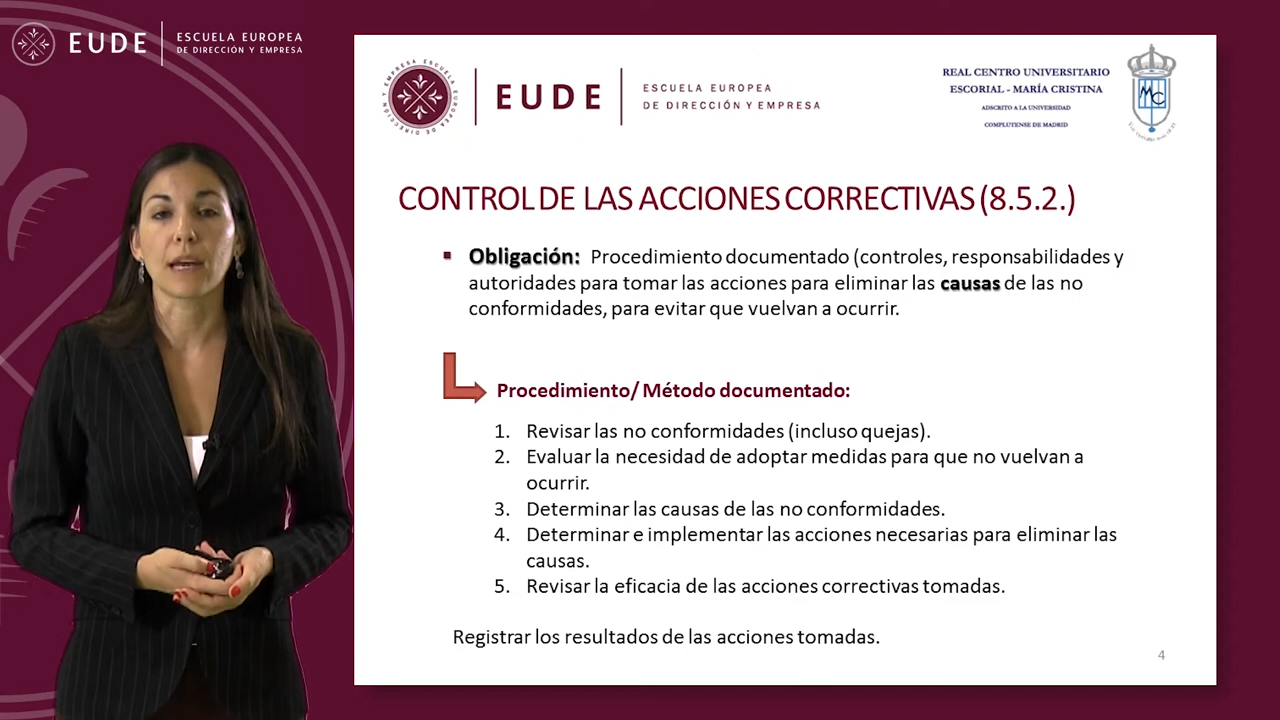 EUDE
ESCUELA EUROPEA
DE DIRECCIÓN Y EMPRESA
EUDE
ESCUELA EUROPEA
DE DIRECCIÓN Y EMPRESA
REAL CENTRO UNIVERSITARIO
ESCORIAL - MARÍA CRISTINA
ADSCRITO A LA UNIVERSIDAD
COMPLUTENSE DE MADRID
CONTROL DE LAS ACCIONES CORRECTIVAS (8.5.2.)
Obligación: Procedimiento documentado (controles, responsabilidades y
autoridades para tomar las acciones para eliminar las causas de las no
conformidades, para evitar que vuelvan a ocurrir.
Procedimiento/ Método documentado:
1. Revisar las no conformidades (incluso quejas).
2. Evaluar la necesidad de adoptar medidas para que no vuelvan a
ocurrir.
3. Determinar las causas de las no conformidades.
4. Determinar e implementar las acciones necesarias para eliminar las
causas.
5. Revisar la eficacia de las acciones correctivas tomadas.
Registrar los resultados de las acciones tomadas.
4